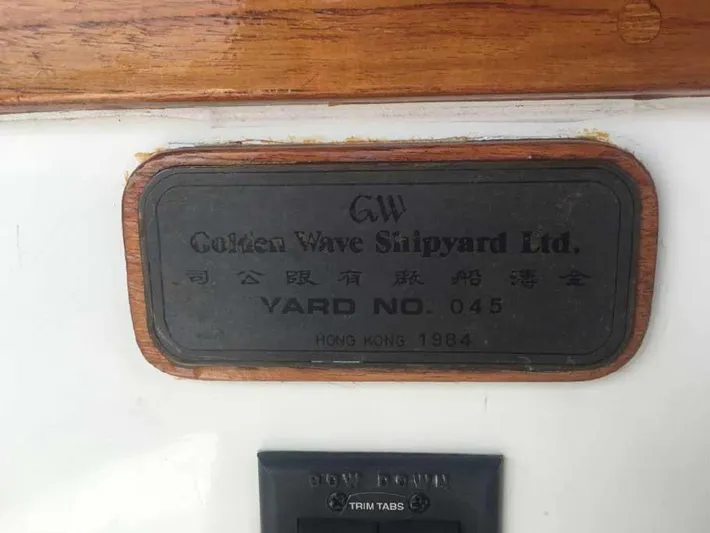 GW
Golden Wave Shipyard Ltd.
金濤船廠有限公司
YARD NO. 045
HONG KONG 1984
BOW DOWN
TRIM TABS